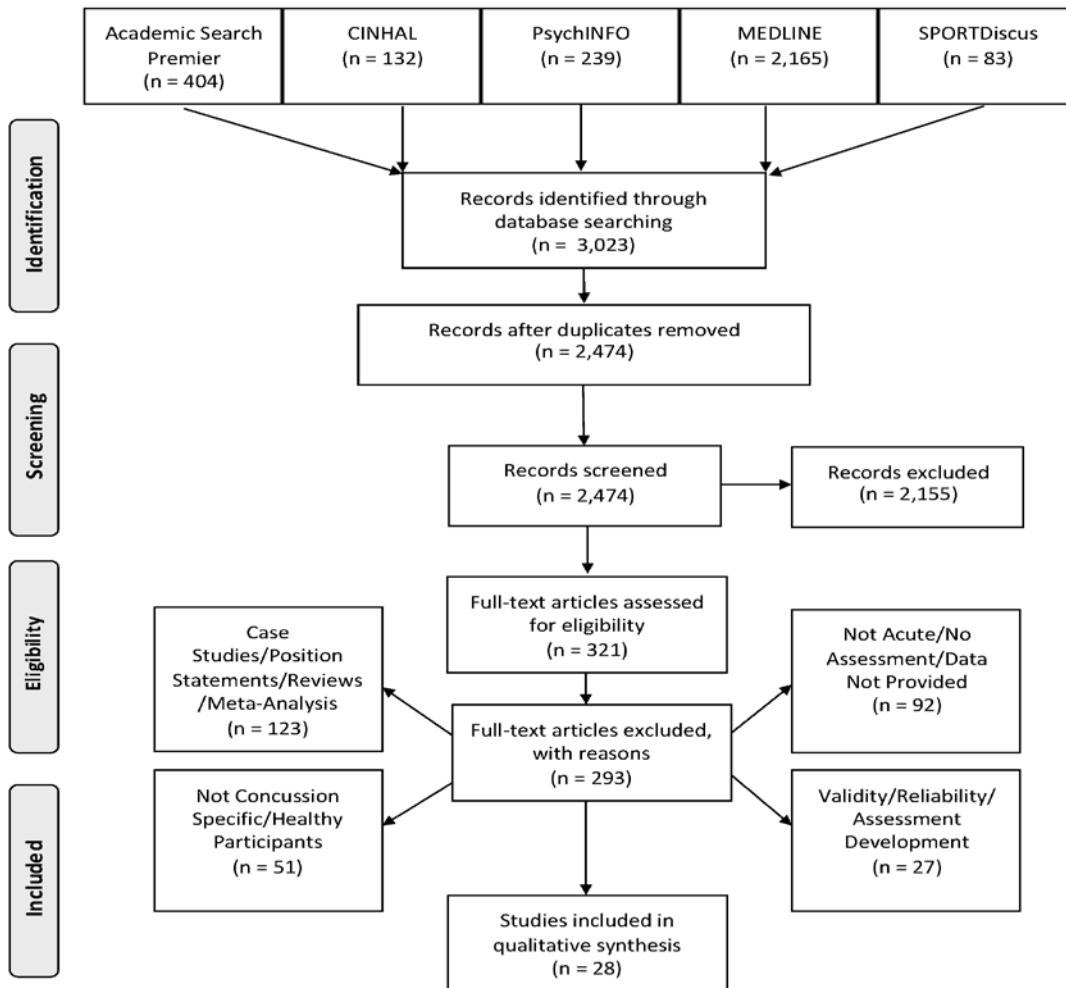 Academic Search
Premier
(n = 404)
CINHAL
(n = 132)
PsychINFO
(n = 239)
MEDLINE
(n = 2,165)
SPORTDiscus
(n = 83)
Identification
Records identified through
database searching
(n = 3,023)
Records after duplicates removed
(n = 2,474)
Screening
Records screened
(n = 2,474)
Records excluded
(n = 2,155)
Eligibility
Full-text articles assessed
for eligibility
(n = 321)
Case
Studies/Position
Statements/Reviews
/Meta-Analysis
(n = 123)
Not Acute/No
Assessment/Data
Not Provided
(n = 92)
Full-text articles excluded,
with reasons
(n = 293)
Included
Not Concussion
Specific/Healthy
Participants
(n = 51)
Validity/Reliability/
Assessment
Development
(n = 27)
Studies included in
qualitative synthesis
(n = 28)